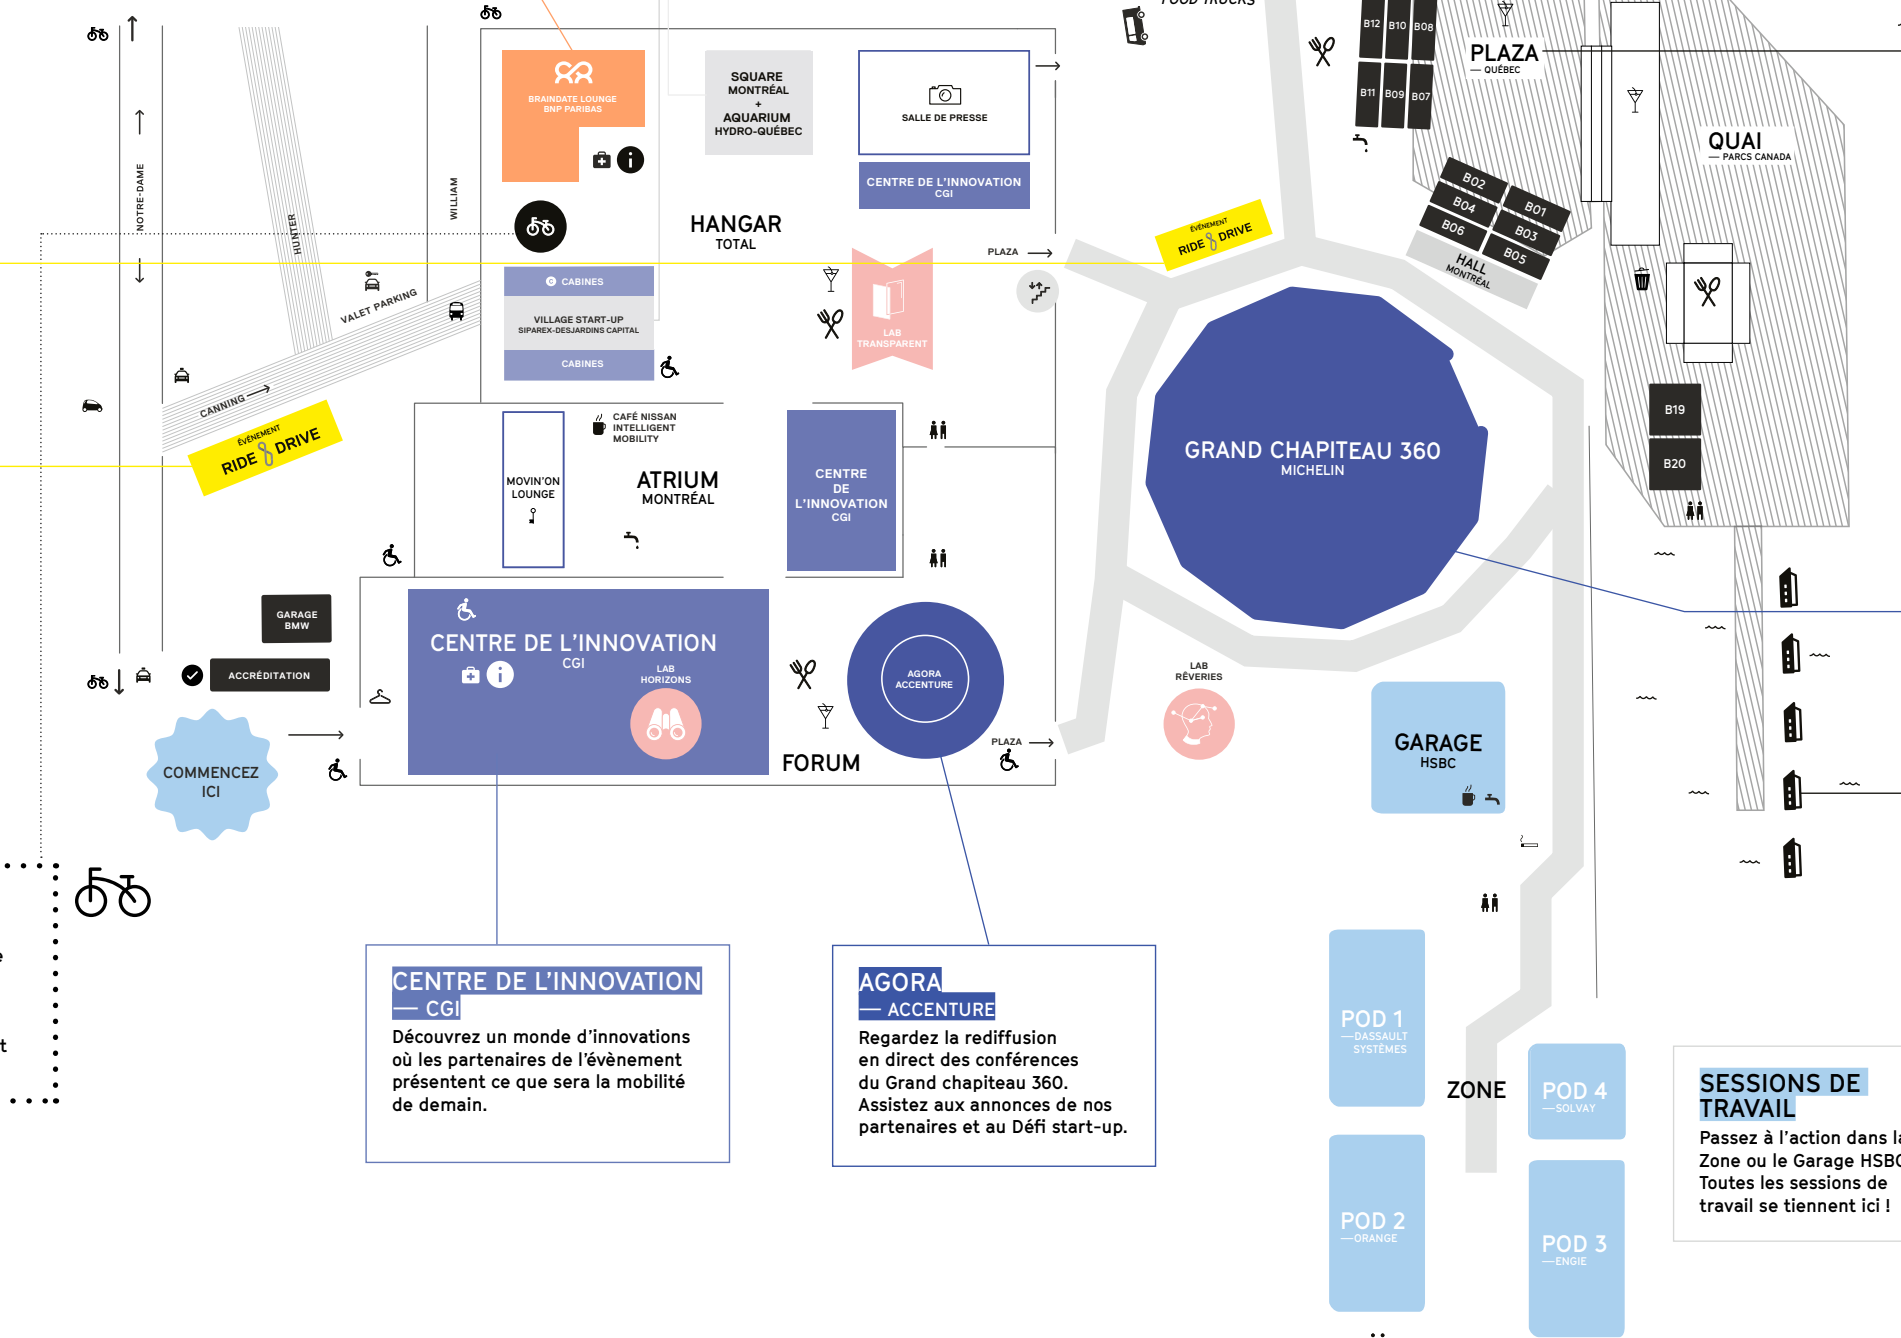 FOOD TRUCKS
B12
B10
B08
B11
B09
B07
PLAZA
— QUÉBEC
QUAI
— PARCS CANADA
BRAINDATE LOUNGE
BNP PARIBAS
SQUARE
MONTRÉAL
+
AQUARIUM
HYDRO-QUÉBEC
SALLE DE PRESSE
CENTRE DE L'INNOVATION
CGI
NOTRE-DAME
HUNTER
WILLIAM
HANGAR
TOTAL
PLAZA
ÉVÉNEMENT
RIDE & DRIVE
B02
B01
B04
B03
B06
B05
HALL
MONTRÉAL
C CABINES
VILLAGE START-UP
SIPAREX-DESJARDINS CAPITAL
CABINES
LAB
TRANSPARENT
VALET PARKING
CANNING
ÉVÉNEMENT
RIDE & DRIVE
CAFÉ NISSAN
INTELLIGENT
MOBILITY
MOVIN'ON
LOUNGE
ATRIUM
MONTRÉAL
CENTRE
DE
L'INNOVATION
CGI
GRAND CHAPITEAU 360
MICHELIN
B19
B20
GARAGE
BMW
ACCRÉDITATION
COMMENCEZ
ICI
CENTRE DE L'INNOVATION
CGI
LAB
HORIZONS
AGORA
ACCENTURE
FORUM
PLAZA
LAB
RÊVERIES
GARAGE
HSBC
CENTRE DE L'INNOVATION
— CGI
Découvrez un monde d'innovations
où les partenaires de l'évènement
présentent ce que sera la mobilité
de demain.
AGORA
— ACCENTURE
Regardez la rediffusion
en direct des conférences
du Grand chapiteau 360.
Assistez aux annonces de nos
partenaires et au Défi start-up.
POD 1
—DASSAULT
SYSTÈMES
ZONE
POD 4
—SOLVAY
POD 2
—ORANGE
POD 3
—ENGIE
SESSIONS DE
TRAVAIL
Passez à l'action dans la
Zone ou le Garage HSBC
Toutes les sessions de
travail se tiennent ici !